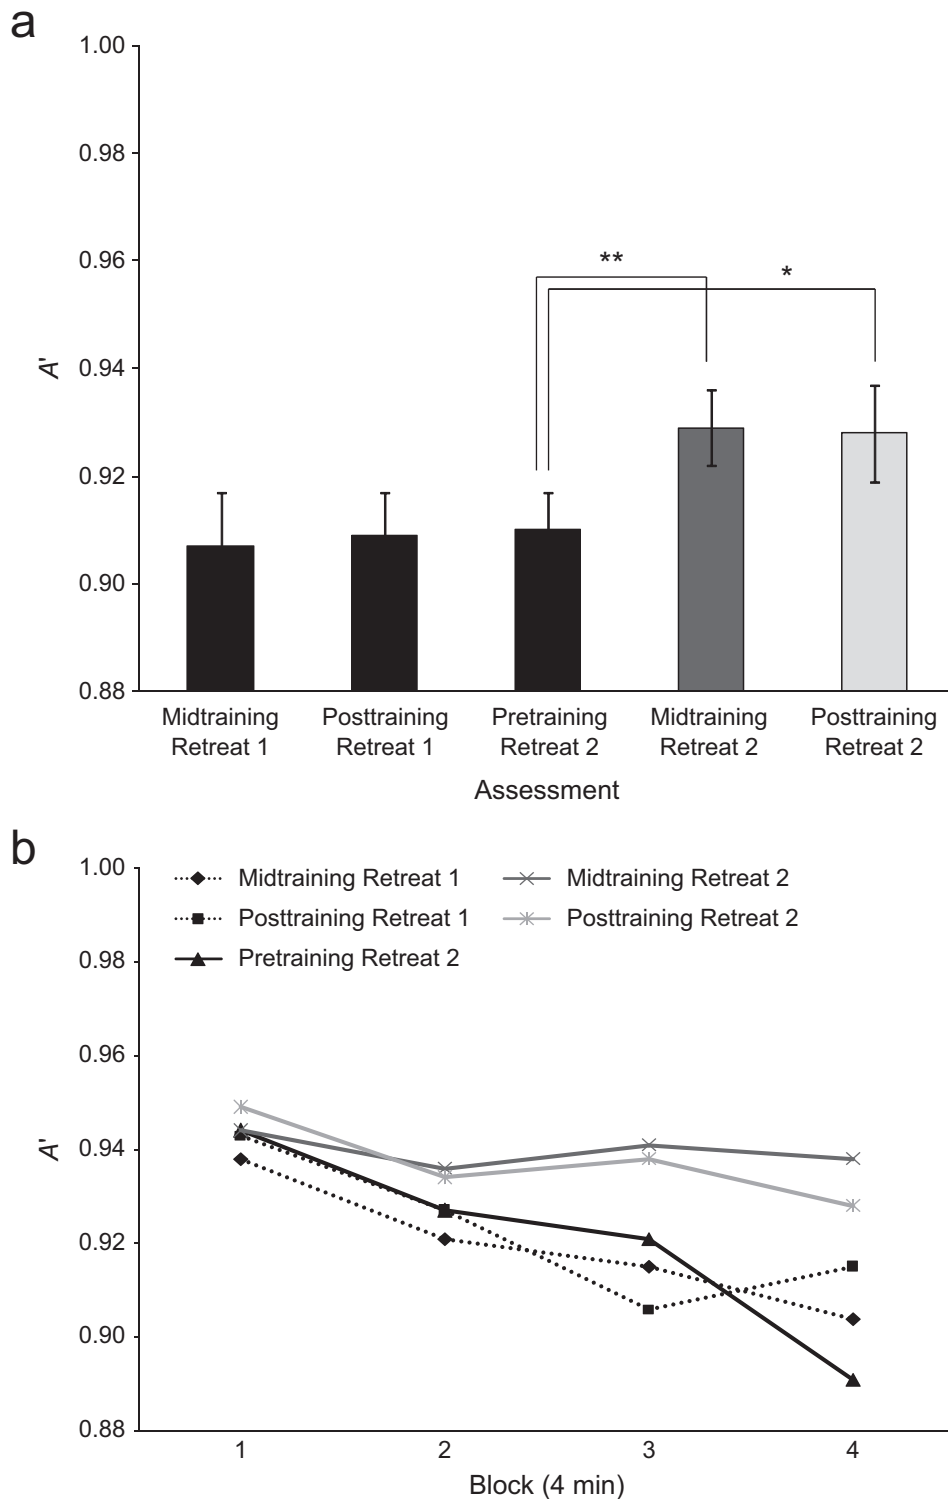 a
1.00
0.98
0.96
0.94
0.92
0.90
0.88
A'
**
*
Midtraining
Retreat 1
Posttraining
Retreat 1
Pretraining
Retreat 2
Midtraining
Retreat 2
Posttraining
Retreat 2
Assessment
b
1.00
0.98
0.96
0.94
0.92
0.90
0.88
A'
Midtraining Retreat 1
Posttraining Retreat 1
Pretraining Retreat 2
Midtraining Retreat 2
Posttraining Retreat 2
1 2 3 4
Block (4 min)